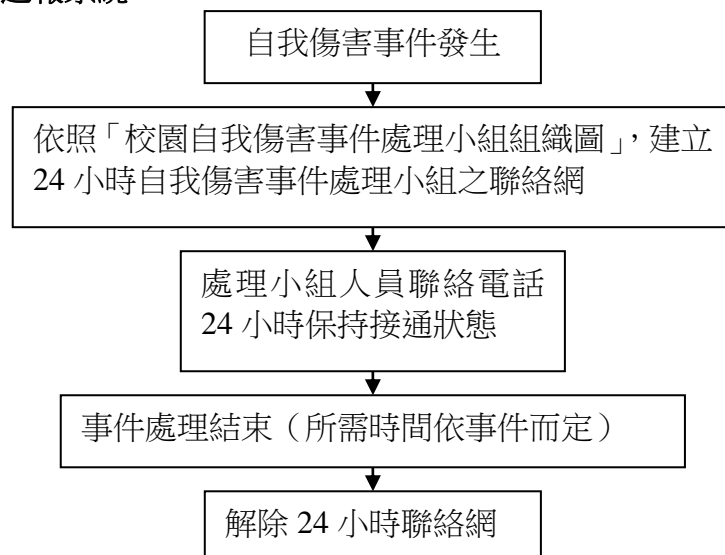 自我傷害事件發生
依照「校園自我傷害事件處理小組組織圖」，建立
24 小時自我傷害事件處理小組之聯絡網
處理小組人員聯絡電話
24 小時保持接通狀態
事件處理結束（所需時間依事件而定）
解除 24 小時聯絡網